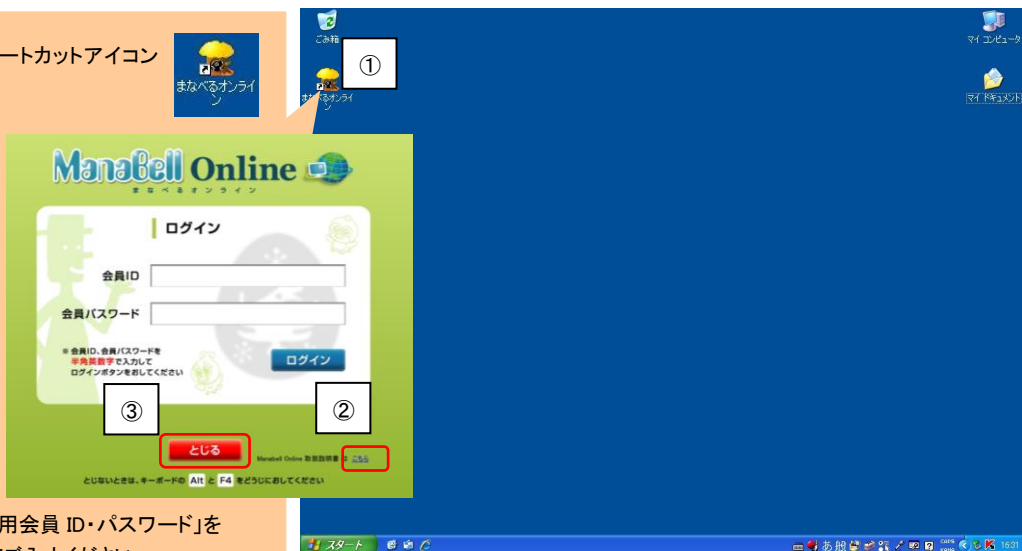 ートカットアイコン
まなべるオンライ
ン
ごみ箱
①
まなべるオンライ
ン
マイ コンピュータ
マイ ドキュメント
ManaBell Online
まなべるオンライン
ログイン
会員ID
会員パスワード
※ 会員ID、会員パスワードを
半角英数字で入力して
ログインボタンをおしてください
ログイン
③
②
とじる
Manabell Online 取扱説明書は こちら
とじないときは、キーボードの Alt と F4 をどうじにおしてください
用会員 ID・パスワード」を
スタート
あ 般
CAPS
KANA
16:31